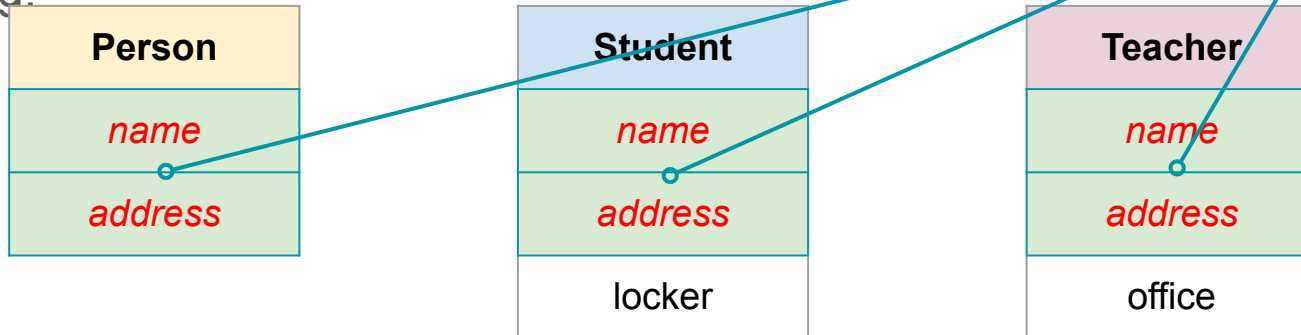 g.
Person
name
address
Student
name
address
locker
Teacher
name
address
office